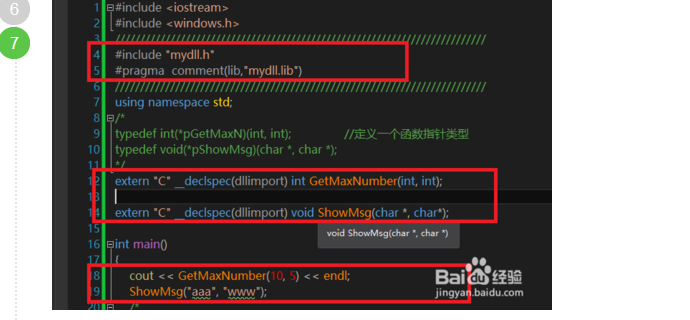 6
7
1 #include <iostream>
2 #include <windows.h>
3 //////////////////////////////////////////////////////////////////////////
4 #include "mydll.h"
5 #pragma comment(lib,"mydll.lib")
6 //////////////////////////////////////////////////////////////////////////
7 using namespace std;
8 /*
9 typedef int(*pGetMaxN)(int, int); //定义一个函数指针类型
10 typedef void(*pShowMsg)(char *, char *);
11 */
12 extern "C" __declspec(dllimport) int GetMaxNumber(int, int);
13
14 extern "C" __declspec(dllimport) void ShowMsg(char *, char*);
15
void ShowMsg(char *, char *)
16 int main()
17 {
18 cout << GetMaxNumber(10, 5) << endl;
19 ShowMsg("aaa", "www");
20 /*
Baidu 经验
jingyan.baidu.com